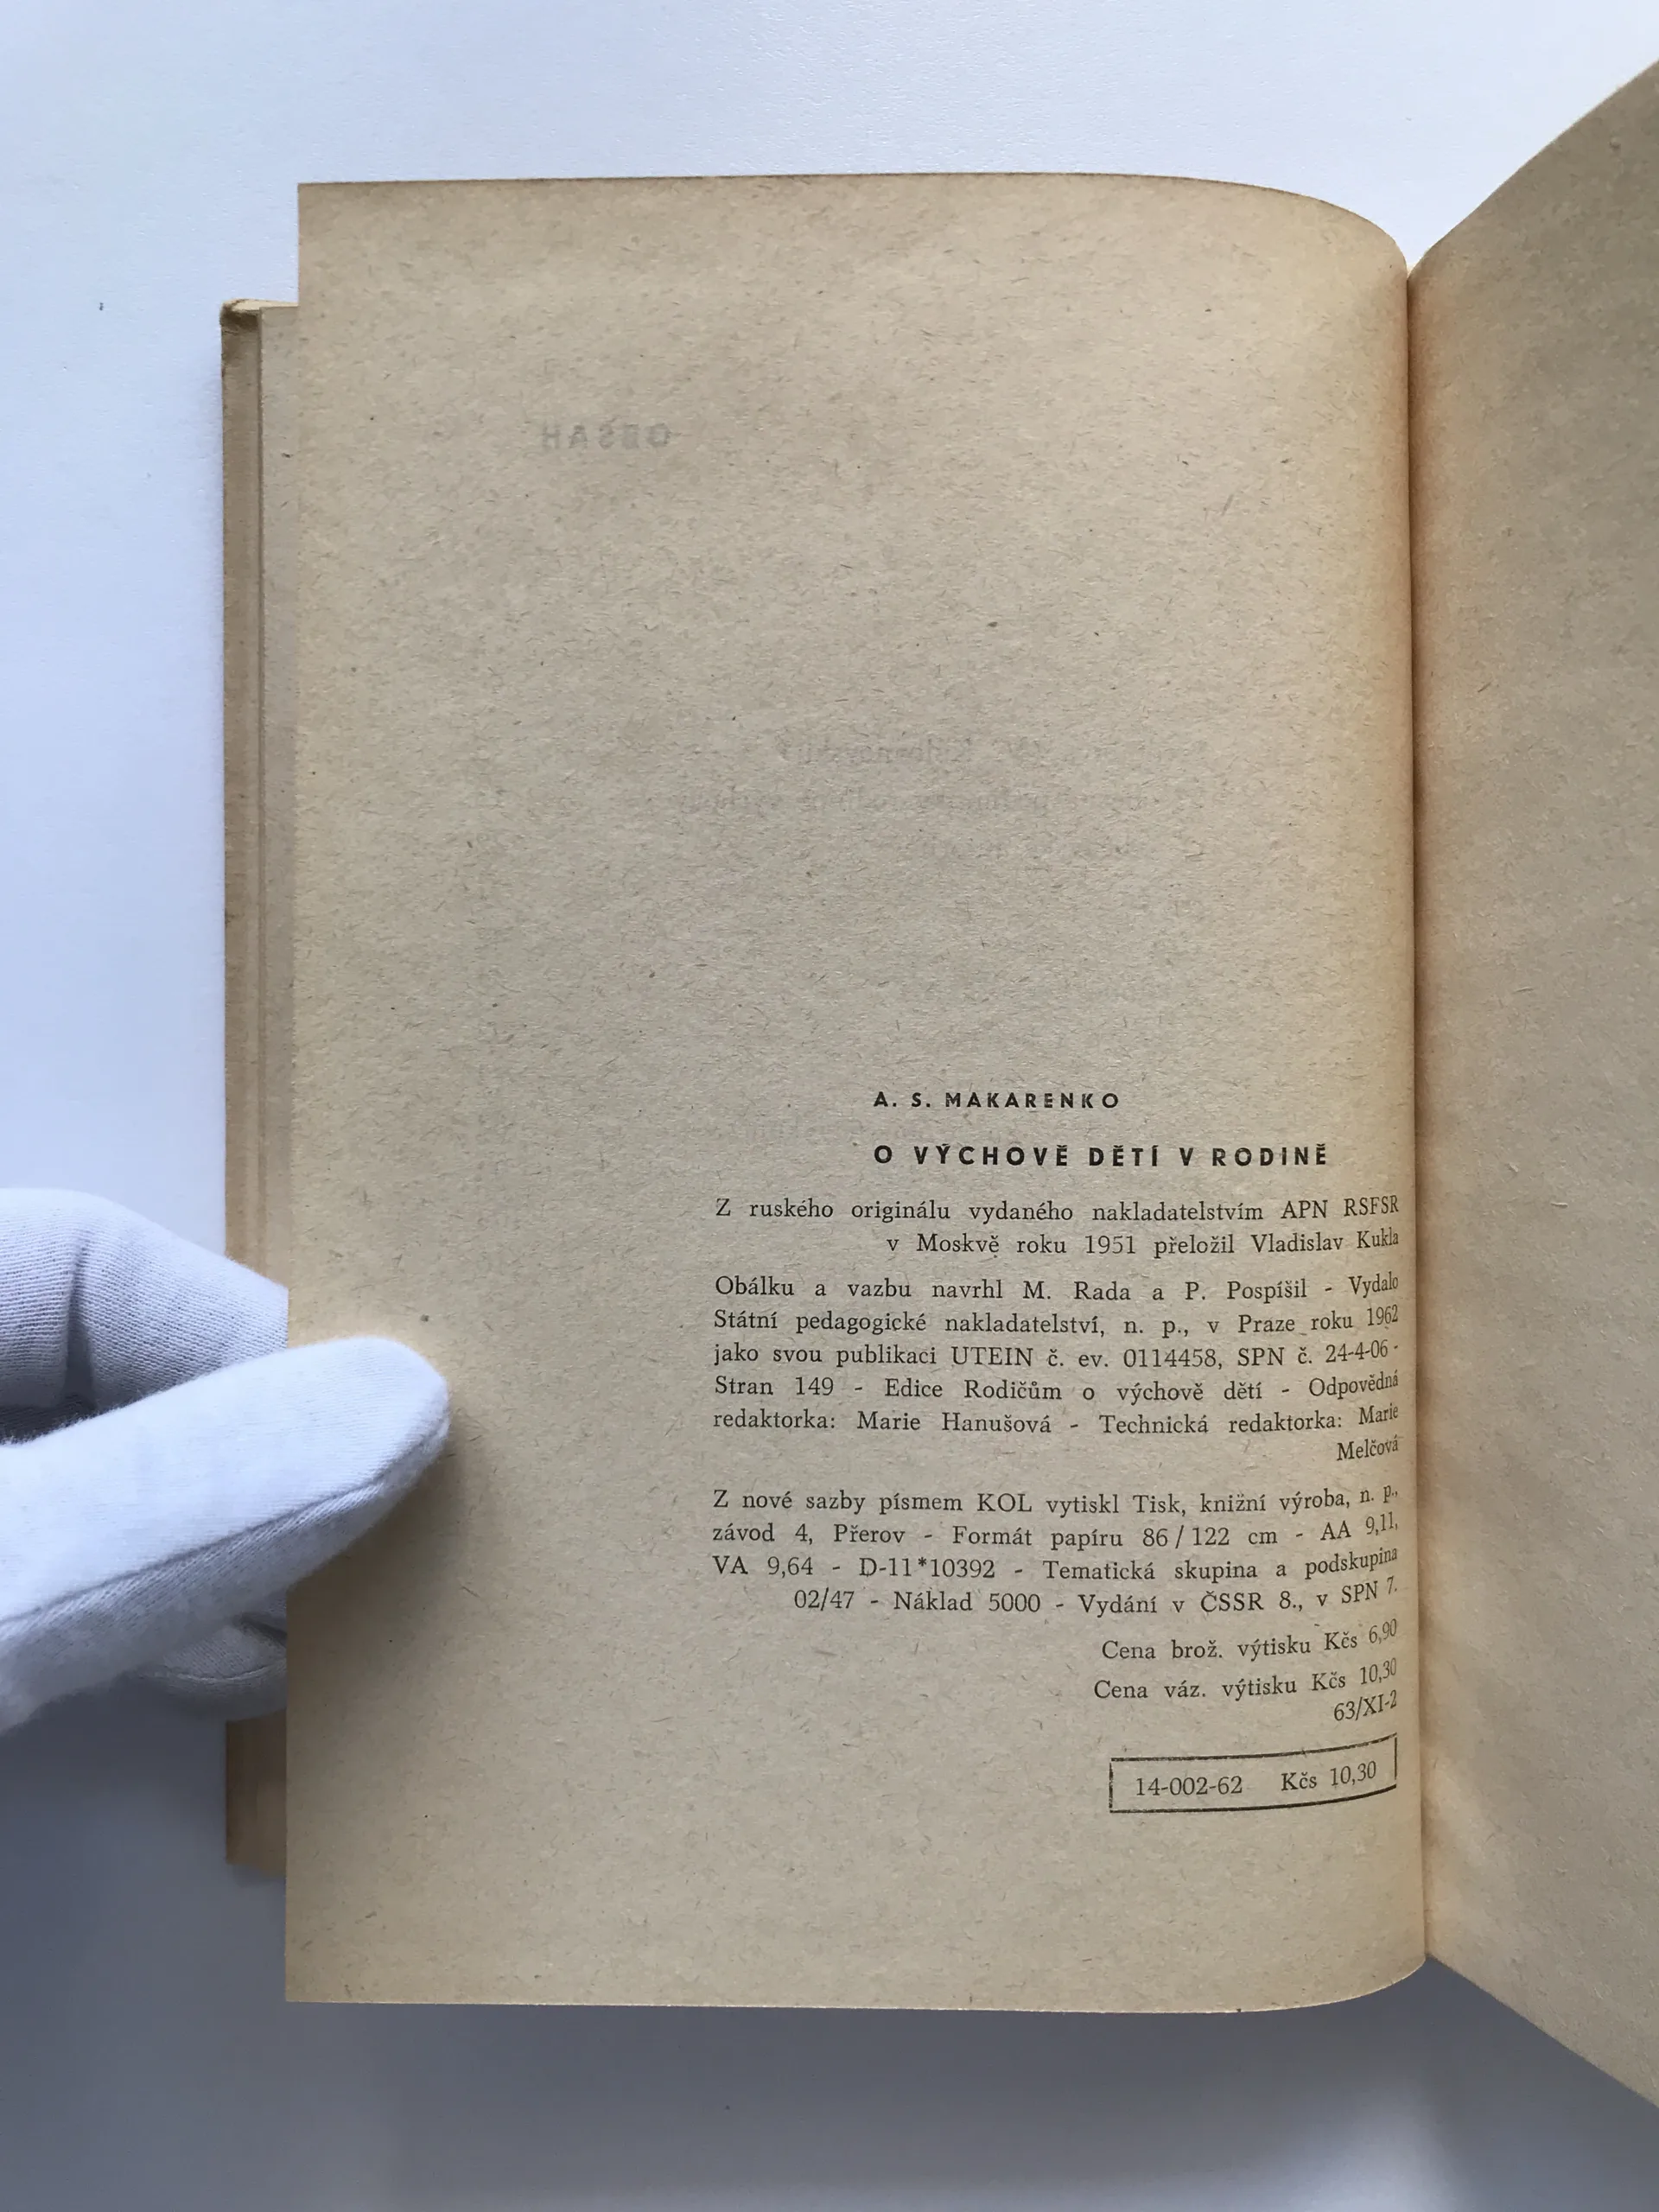 OBSAH
A. S. MAKARENKO
O VÝCHOVĚ DĚTÍ V RODINĚ
Z ruského originálu vydaného nakladatelstvím APN RSFSR
v Moskvě roku 1951 přeložil Vladislav Kukla
Obálku a vazbu navrhl M. Rada a P. Pospíšil - Vydalo
Státní pedagogické nakladatelství, n. p., v Praze roku 1962
jako svou publikaci UTEIN č. ev. 0114458, SPN č. 24-4-06 -
Stran 149 - Edice Rodičům o výchově dětí - Odpovědná
redaktorka: Marie Hanušová - Technická redaktorka: Marie
Melčová
Z nové sazby písmem KOL vytiskl Tisk, knižní výroba, n. p.,
závod 4, Přerov - Formát papíru 86 / 122 cm - AA 9,11,
VA 9,64 - D-11*10392 - Tematická skupina a podskupina
02/47 - Náklad 5000 - Vydání v ČSSR 8., v SPN 7.
Cena brož. výtisku Kčs 6,90
Cena váz. výtisku Kčs 10,30
63/XI-2
14-002-62 Kčs 10,30